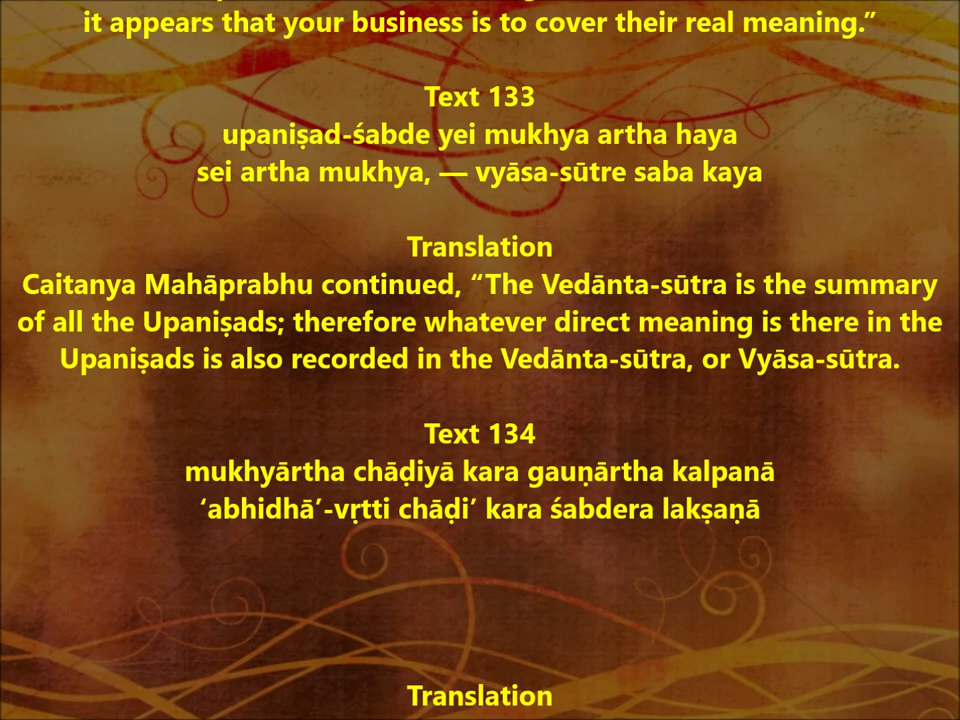 it appears that your business is to cover their real meaning.”
Text 133
upaniṣad-śabde yei mukhya artha haya
sei artha mukhya, — vyāsa-sūtre saba kaya
Translation
Caitanya Mahāprabhu continued, “The Vedānta-sūtra is the summary
of all the Upaniṣads; therefore whatever direct meaning is there in the
Upaniṣads is also recorded in the Vedānta-sūtra, or Vyāsa-sūtra.
Text 134
mukhyārtha chāḍiyā kara gauṇārtha kalpanā
‘abhidhā’-vṛtti chāḍi’ kara śabdera lakṣaṇā
Translation